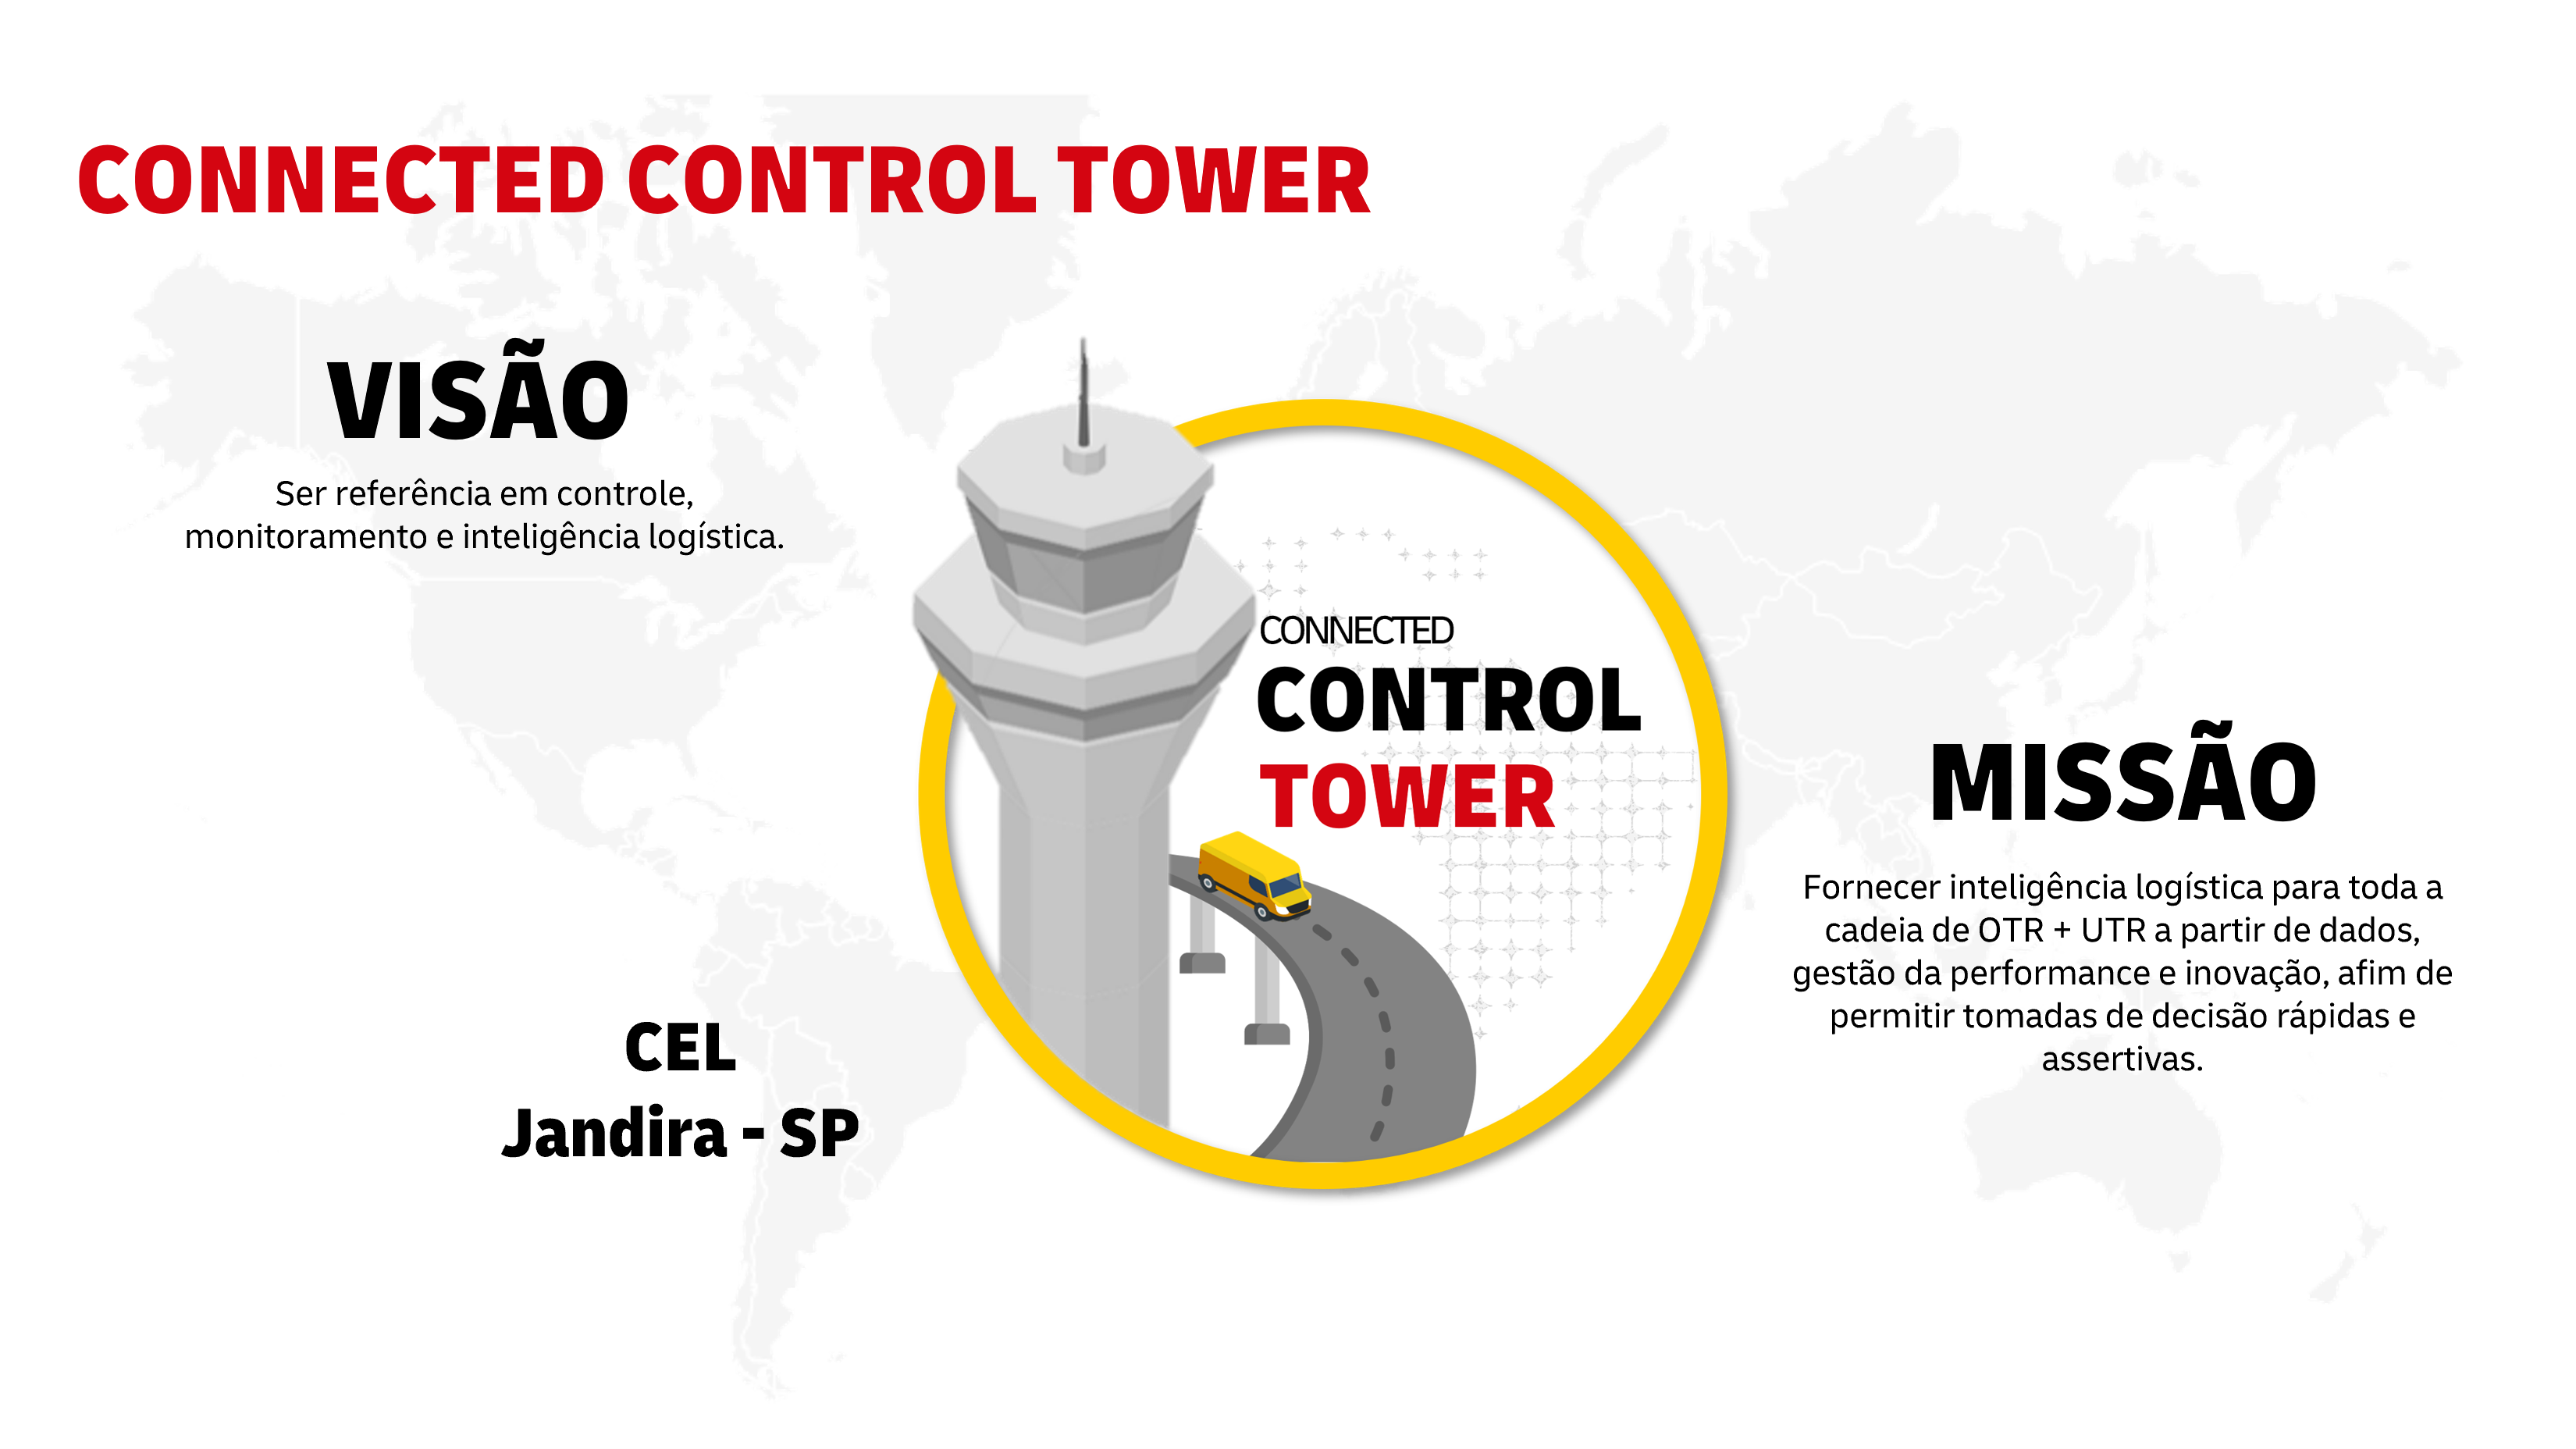 CONNECTED CONTROL TOWER
VISÃO
Ser referência em controle,
monitoramento e inteligência logística.
CONNECTED
CONTROL
TOWER
MISSÃO
Fornecer inteligência logística para toda a
cadeia de OTR + UTR a partir de dados,
gestão da performance e inovação, afim de
permitir tomadas de decisão rápidas e
assertivas.
CEL
Jandira - SP